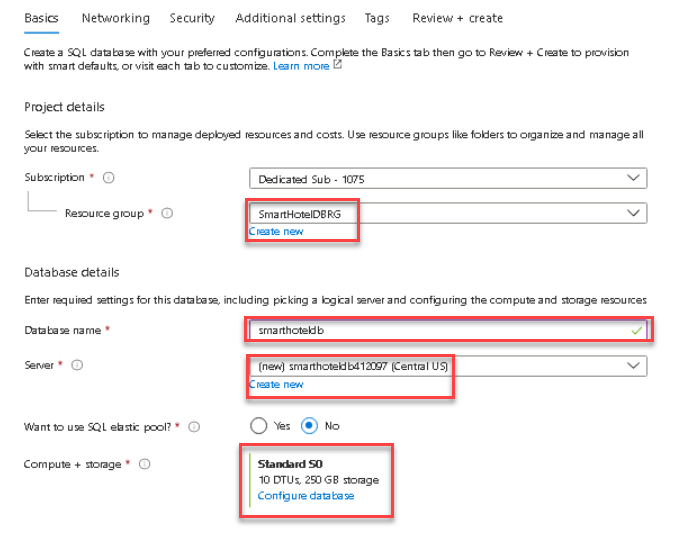 Basics Networking Security Additional settings Tags Review + create
Create a SQL database with your preferred configurations. Complete the Basics tab then go to Review + Create to provision
with smart defaults, or visit each tab to customize. Learn more
Project details
Select the subscription to manage deployed resources and costs. Use resource groups like folders to organize and manage all
your resources.
Subscription * Dedicated Sub - 1075
Resource group * SmartHotelDBRG
Create new
Database details
Enter required settings for this database, including picking a logical server and configuring the compute and storage resources
Database name * smarthoteldb
Server * (new) smarthoteldb412097 (Central US)
Create new
Want to use SQL elastic pool? * Yes No
Compute + storage * Standard S0
10 DTUs, 250 GB storage
Configure database